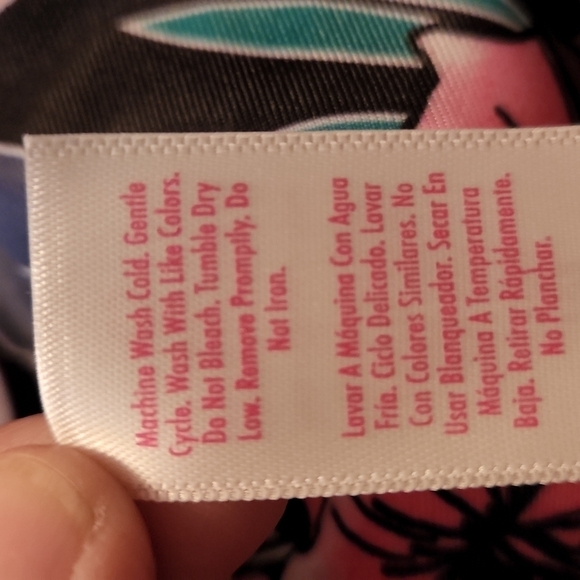 Machine Wash Cold. Gentle
Cycle. Wash With Like Colors.
Do Not Bleach. Tumble Dry
Low. Remove Promptly. Do
Not Iron.
Lavar A Máquina Con Agua
Fría. Ciclo Delicado. Lavar
Con Colores Similares. No
Usar Blanqueador. Secar En
Máquina A Temperatura
Baja. Retirar Rápidamente.
No Planchar.